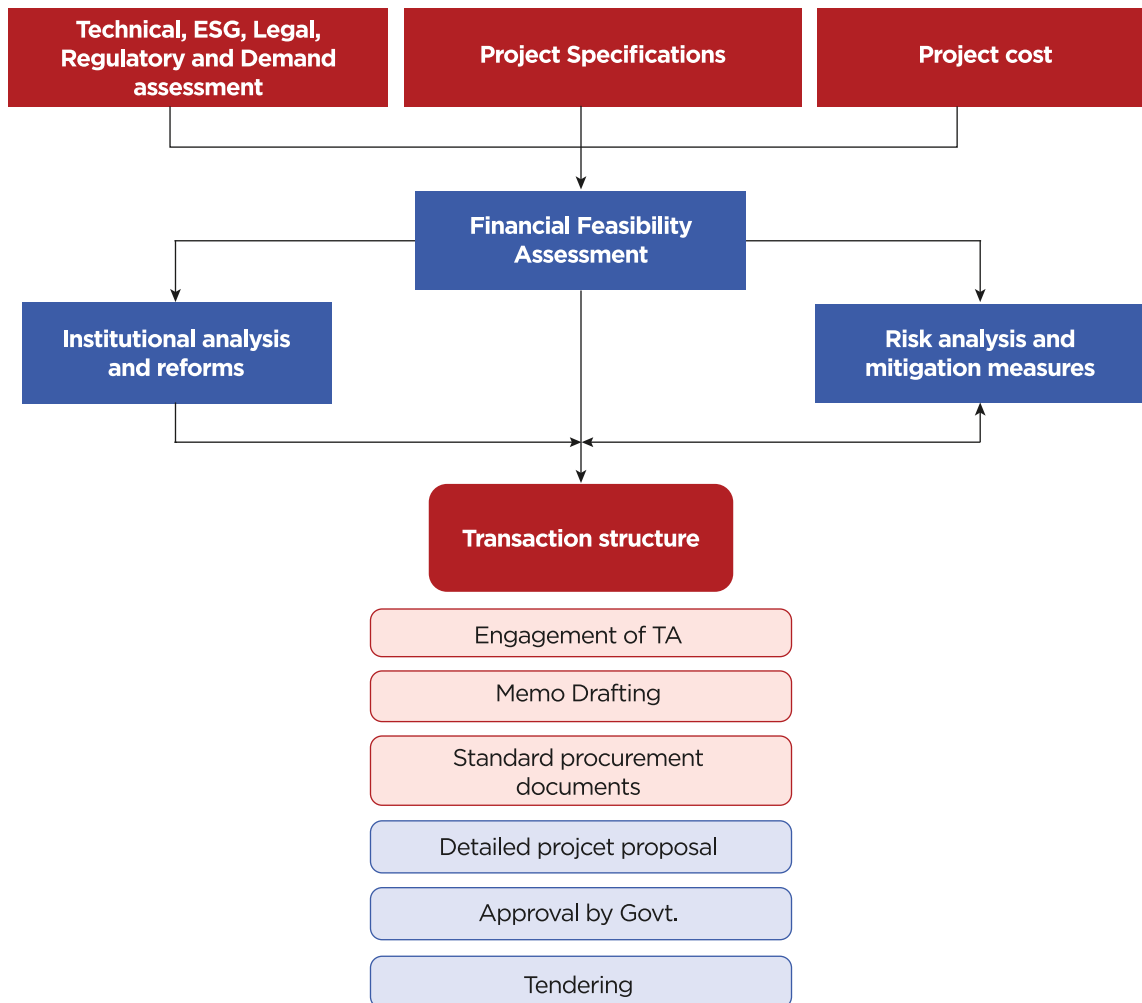 Technical, ESG, Legal,
Regulatory and Demand
assessment
Project Specifications
Project cost
Financial Feasibility
Assessment
Institutional analysis
and reforms
Risk analysis and
mitigation measures
Transaction structure
Engagement of TA
Memo Drafting
Standard procurement
documents
Detailed projcet proposal
Approval by Govt.
Tendering